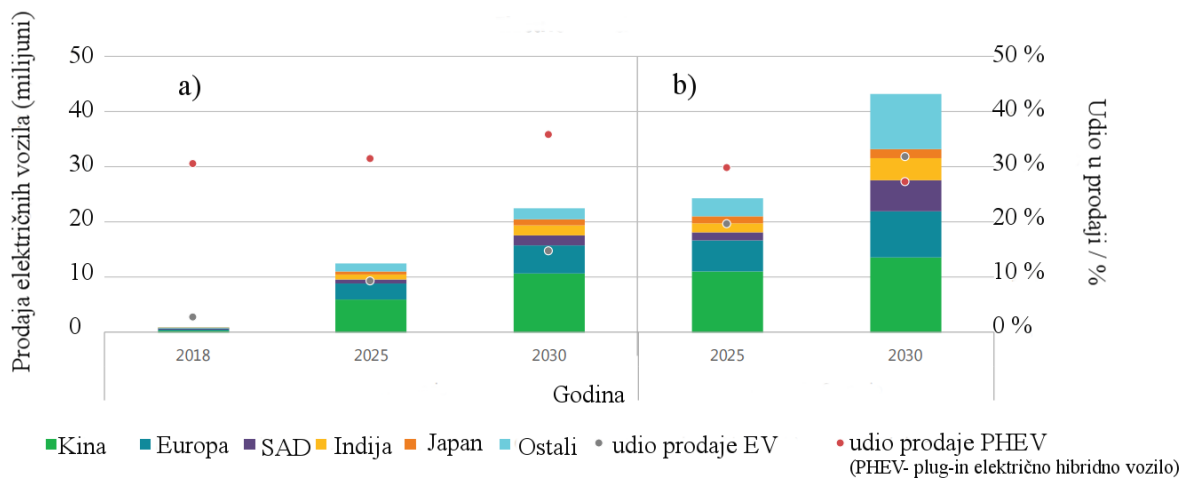 Prodaja električnih vozila (milijuni)
50
40
30
20
10
0
a)
b)
50 %
40 %
30 %
20 %
10 %
0 %
Udio u prodaji / %
2018
2025
2030
2025
2030
Godina
Kina
Europa
SAD
Indija
Japan
Ostali
udio prodaje EV
udio prodaje PHEV
(PHEV- plug-in električno hibridno vozilo)